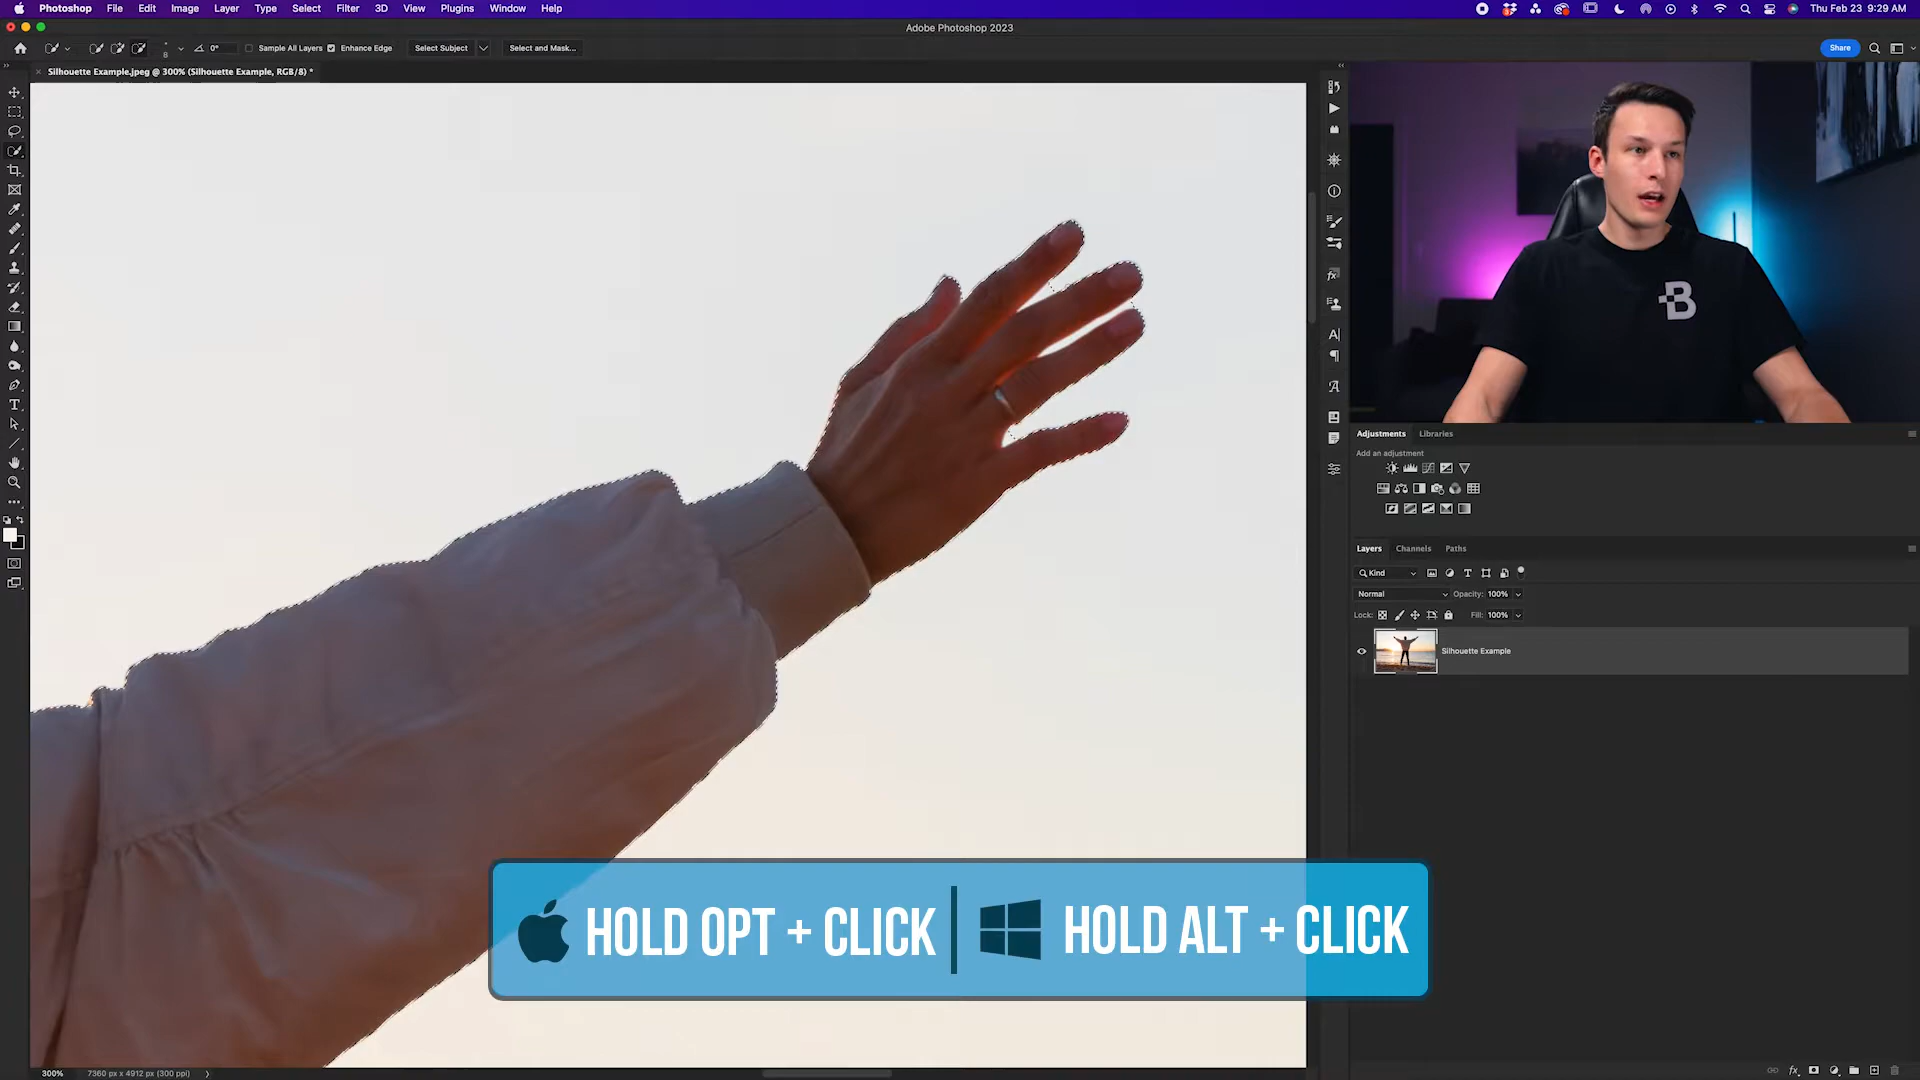 Photoshop File Edit Image Layer Type Select Filter 3D View Plugins Window Help
Thu Feb 23 9:29 AM
Adobe Photoshop 2023
0° Sample All Layers Enhance Edge Select Subject Select and Mask...
Share
Silhouette Example.jpeg @ 300% (Silhouette Example, RGB/8) *
B
Adjustments Libraries
Add an adjustment
Layers Channels Paths
Kind
Normal Opacity: 100%
Lock: Fill: 100%
Silhouette Example
HOLD OPT + CLICK
HOLD ALT + CLICK
300% 7360 px x 4912 px (300 ppi)